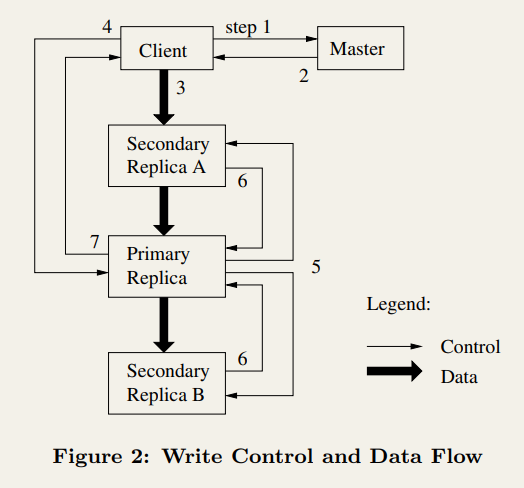 4
step 1
Client
Master
2
3
Secondary
Replica A
6
7
Primary
Replica
5
Legend:
Control
6
Data
Secondary
Replica B
Figure 2: Write Control and Data Flow